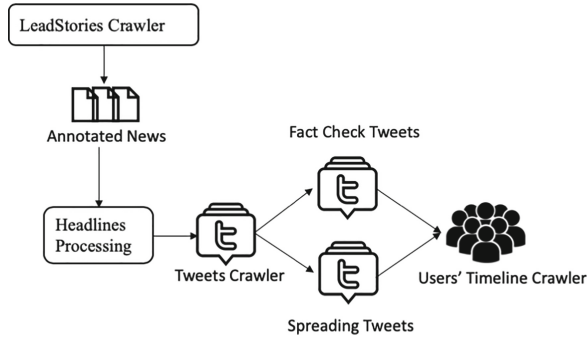 LeadStories Crawler
Annotated News
Fact Check Tweets
Headlines
Processing
Tweets Crawler
Users' Timeline Crawler
Spreading Tweets